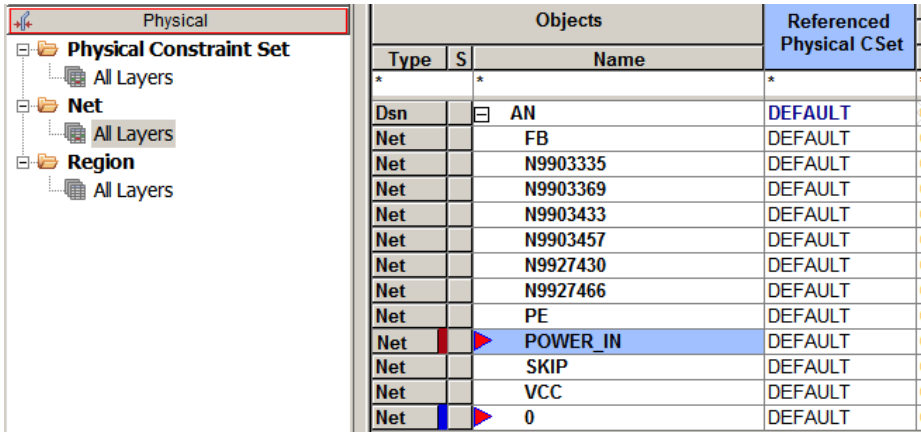 Physical
Physical Constraint Set
All Layers
Net
All Layers
Region
All Layers
Objects
Referenced
Physical CSet
Type S Name
* * *
Dsn AN DEFAULT
Net FB DEFAULT
Net N9903335 DEFAULT
Net N9903369 DEFAULT
Net N9903433 DEFAULT
Net N9903457 DEFAULT
Net N9927430 DEFAULT
Net N9927466 DEFAULT
Net PE DEFAULT
Net POWER_IN DEFAULT
Net SKIP DEFAULT
Net VCC DEFAULT
Net 0 DEFAULT